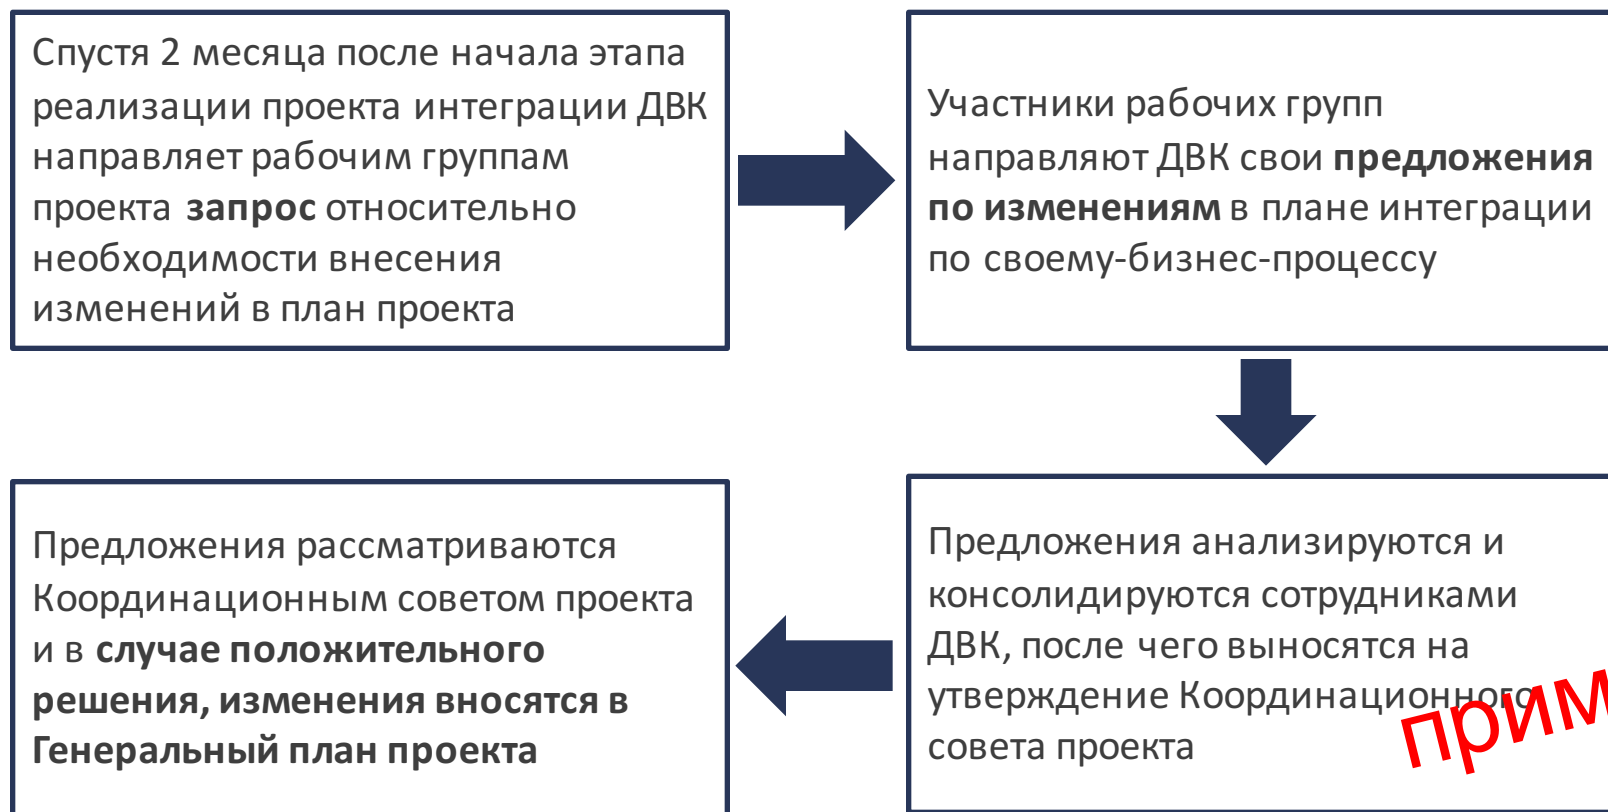 Спустя 2 месяца после начала этапа
реализации проекта интеграции ДВК
направляет рабочим группам
проекта запрос относительно
необходимости внесения
изменений в план проекта
Участники рабочих групп
направляют ДВК свои предложения
по изменениям в плане интеграции
по своему-бизнес-процессу
Предложения анализируются и
консолидируются сотрудниками
ДВК, после чего выносятся на
утверждение Координационного
совета проекта
Предложения рассматриваются
Координационным советом проекта
и в случае положительного
решения, изменения вносятся в
Генеральный план проекта